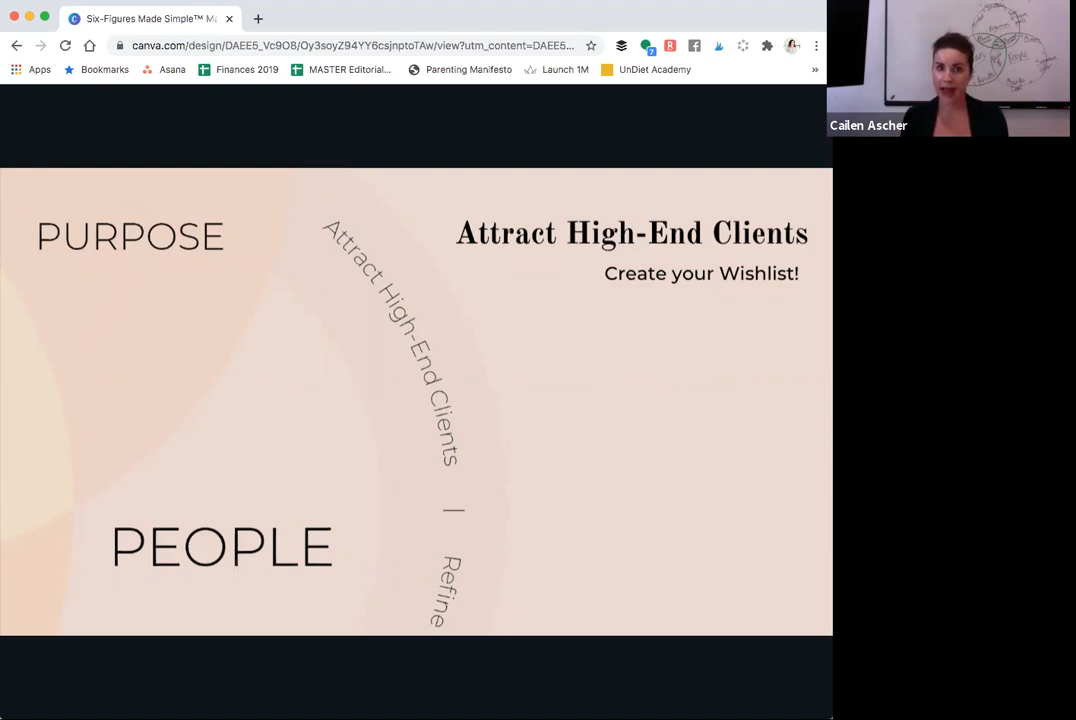 Six-Figures Made Simple™ Ma
canva.com/design/DAEE5_Vc9O8/Oy3soyZ94YY6csjnptoTAw/view?utm_content=DAEE5...
Apps
Bookmarks
Asana
Finances 2019
MASTER Editorial...
Parenting Manifesto
Launch 1M
UnDiet Academy
»
Cailen Ascher
PURPOSE
Attract High-End Clients | Refine
Attract High-End Clients
Create your Wishlist!
PEOPLE